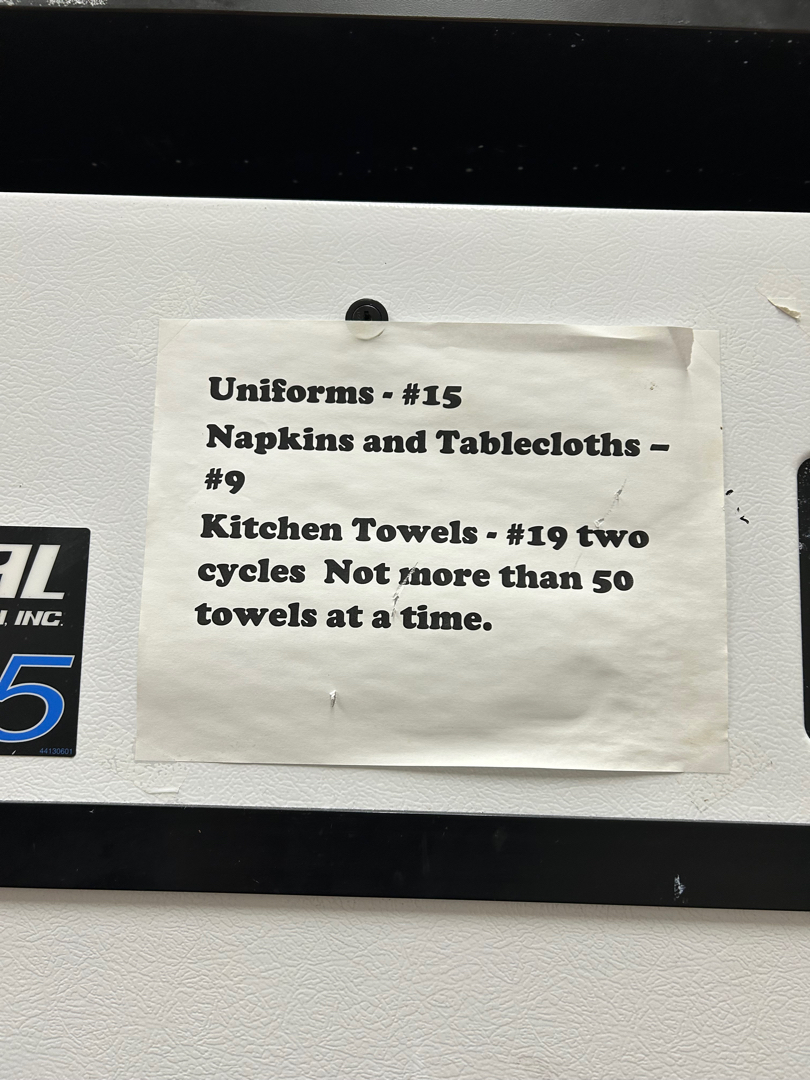 Uniforms - #15
Napkins and Tablecloths –
#9
Kitchen Towels - #19 two
cycles  Not more than 50
towels at a time.
AL
, INC.
5
44130601